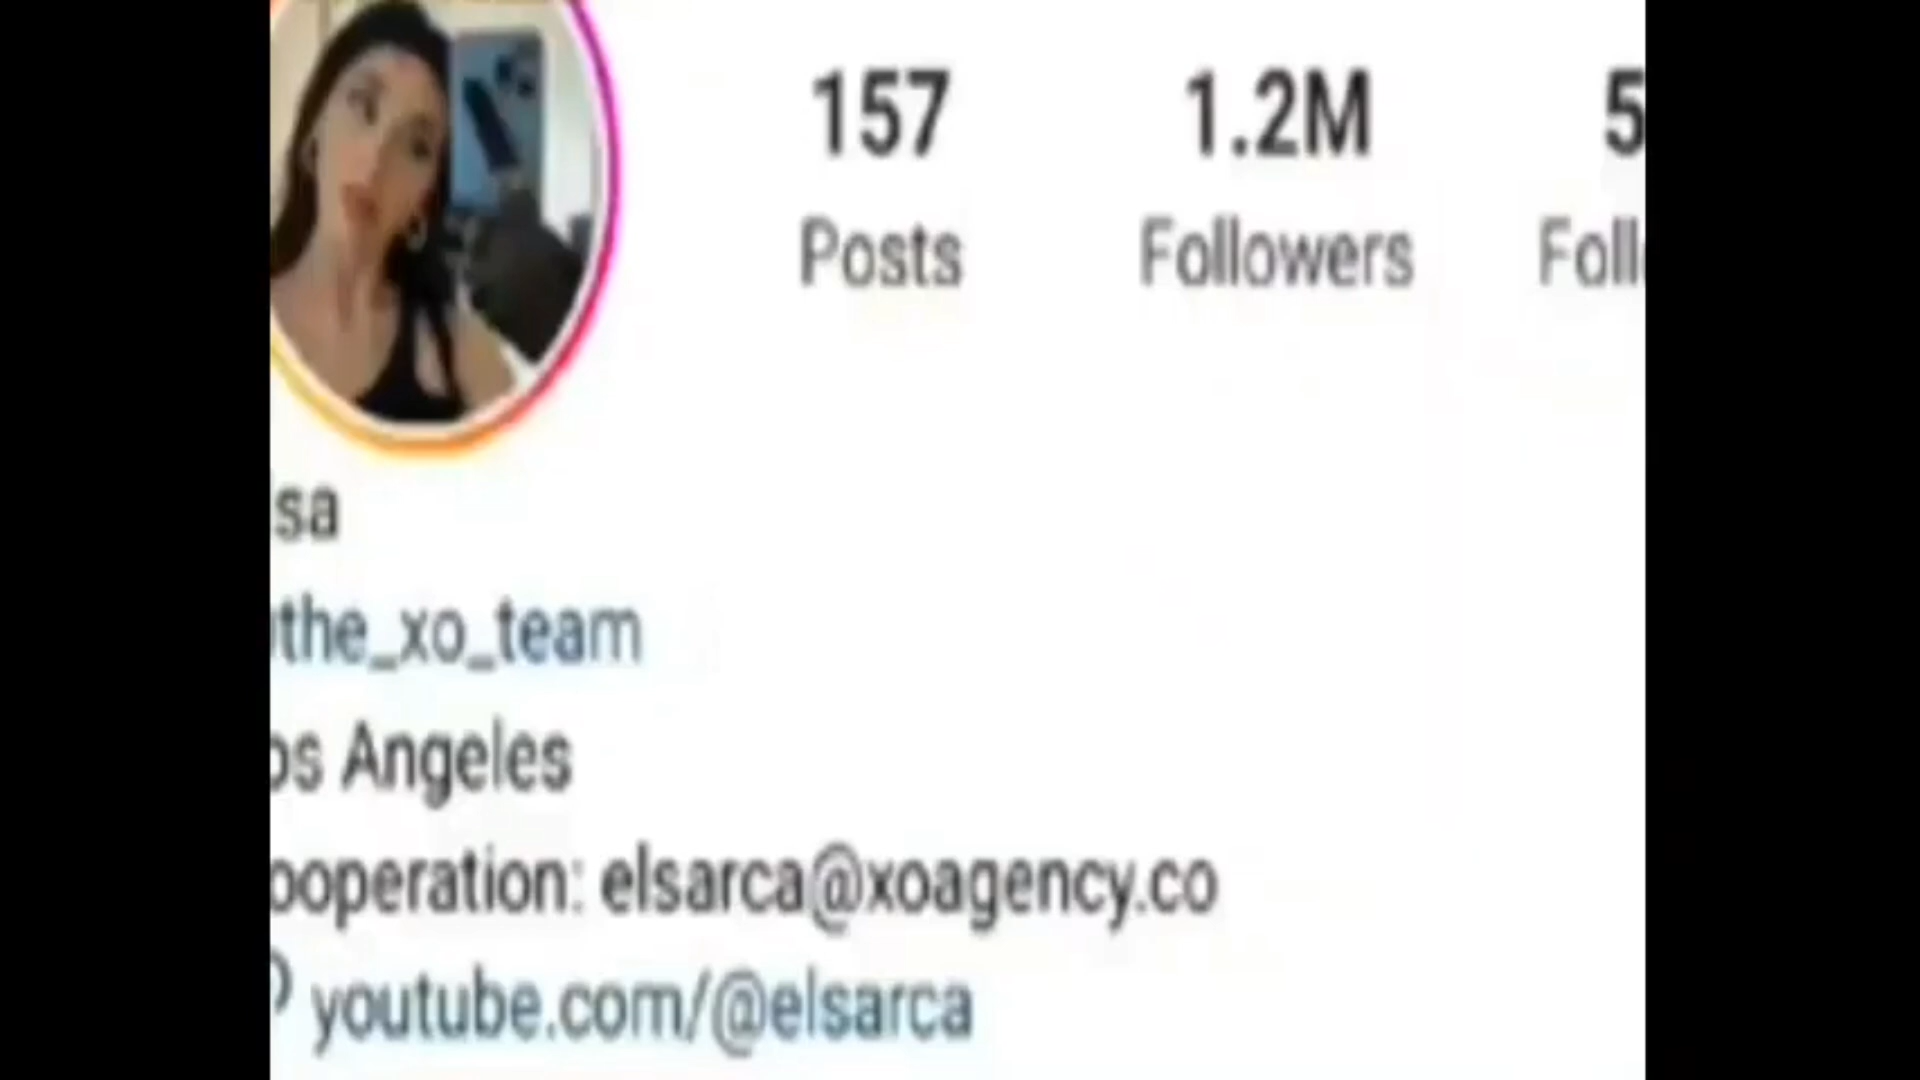 157 1.2M 5
Posts Followers Foll
sa
the_xo_team
os Angeles
ooperation: elsarca@xoagency.co
youtube.com/@elsarca